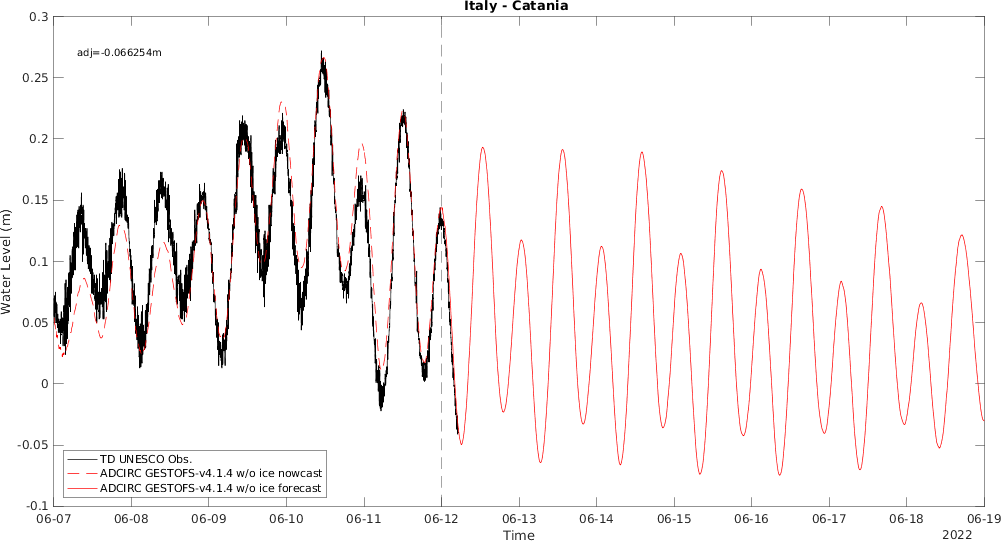 Italy - Catania
adj=-0.066254m
0.3
0.25
0.2
0.15
0.1
0.05
0
-0.05
-0.1
Water Level (m)
TD UNESCO Obs.
ADCIRC GESTOFS-v4.1.4 w/o ice nowcast
ADCIRC GESTOFS-v4.1.4 w/o ice forecast
06-07 06-08 06-09 06-10 06-11 06-12 06-13 06-14 06-15 06-16 06-17 06-18 06-19
Time
2022